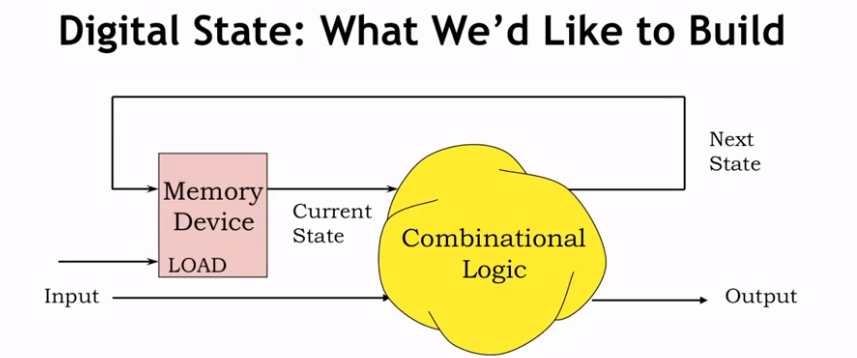 Digital State: What We'd Like to Build
Next
State
Memory
Device
Current
State
Combinational
Logic
LOAD
Input
Output